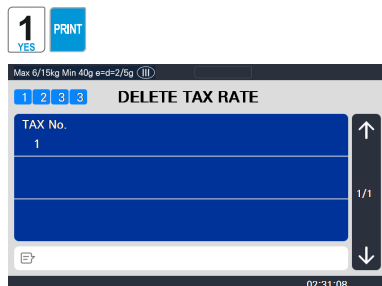 1
YES
PRINT
Max 6/15kg Min 40g e=d=2/5g III
1 2 3 3 DELETE TAX RATE
TAX No.
1
1/1
02:31:08